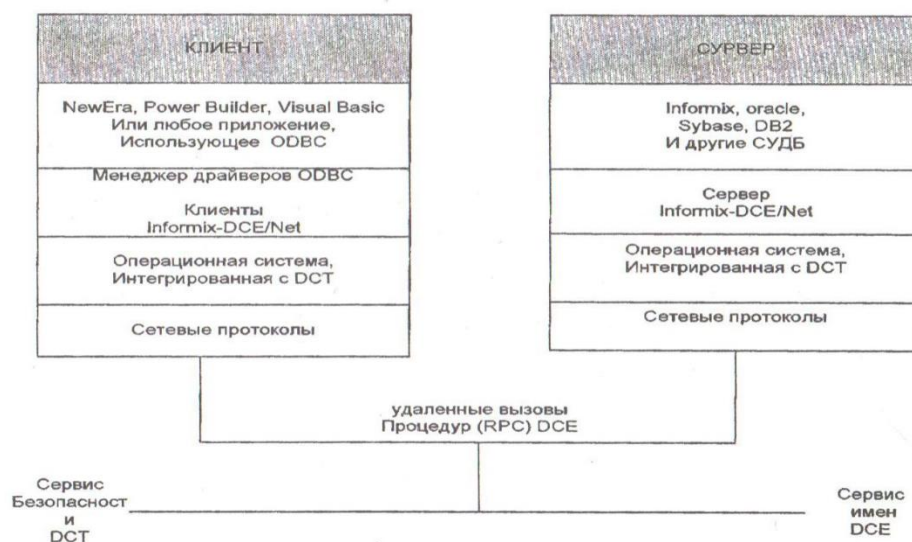 КЛИЕНТ
NewEra, Power Builder, Visual Basic
Или любое приложение,
Использующее ODBC
Менеджер драйверов ODBC
Клиенты
Informix-DCE/Net
Операционная система,
Интегрированная с DCT
Сетевые протоколы
СУРВЕР
Informix, oracle,
Sybase, DB2
И другие СУДБ
Сервер
Informix-DCE/Net
Операционная система,
Интегрированная с DCT
Сетевые протоколы
удаленные вызовы
Процедур (RPC) DCE
Сервис
Безопасност
и
DCT
Сервис
имен
DCE